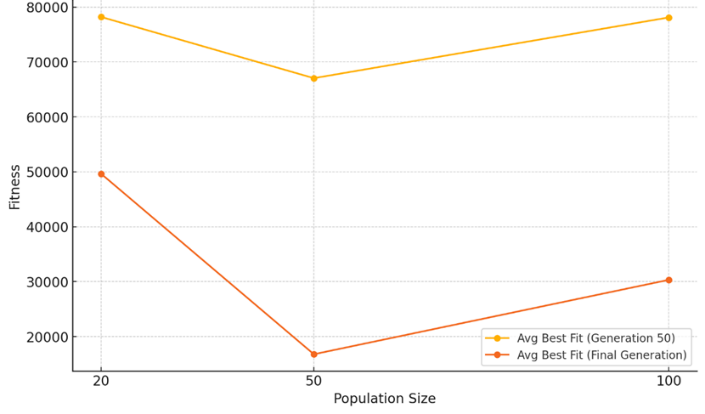 80000
70000
60000
50000
40000
30000
20000
Fitness
20 50 100
Population Size
Avg Best Fit (Generation 50)
Avg Best Fit (Final Generation)